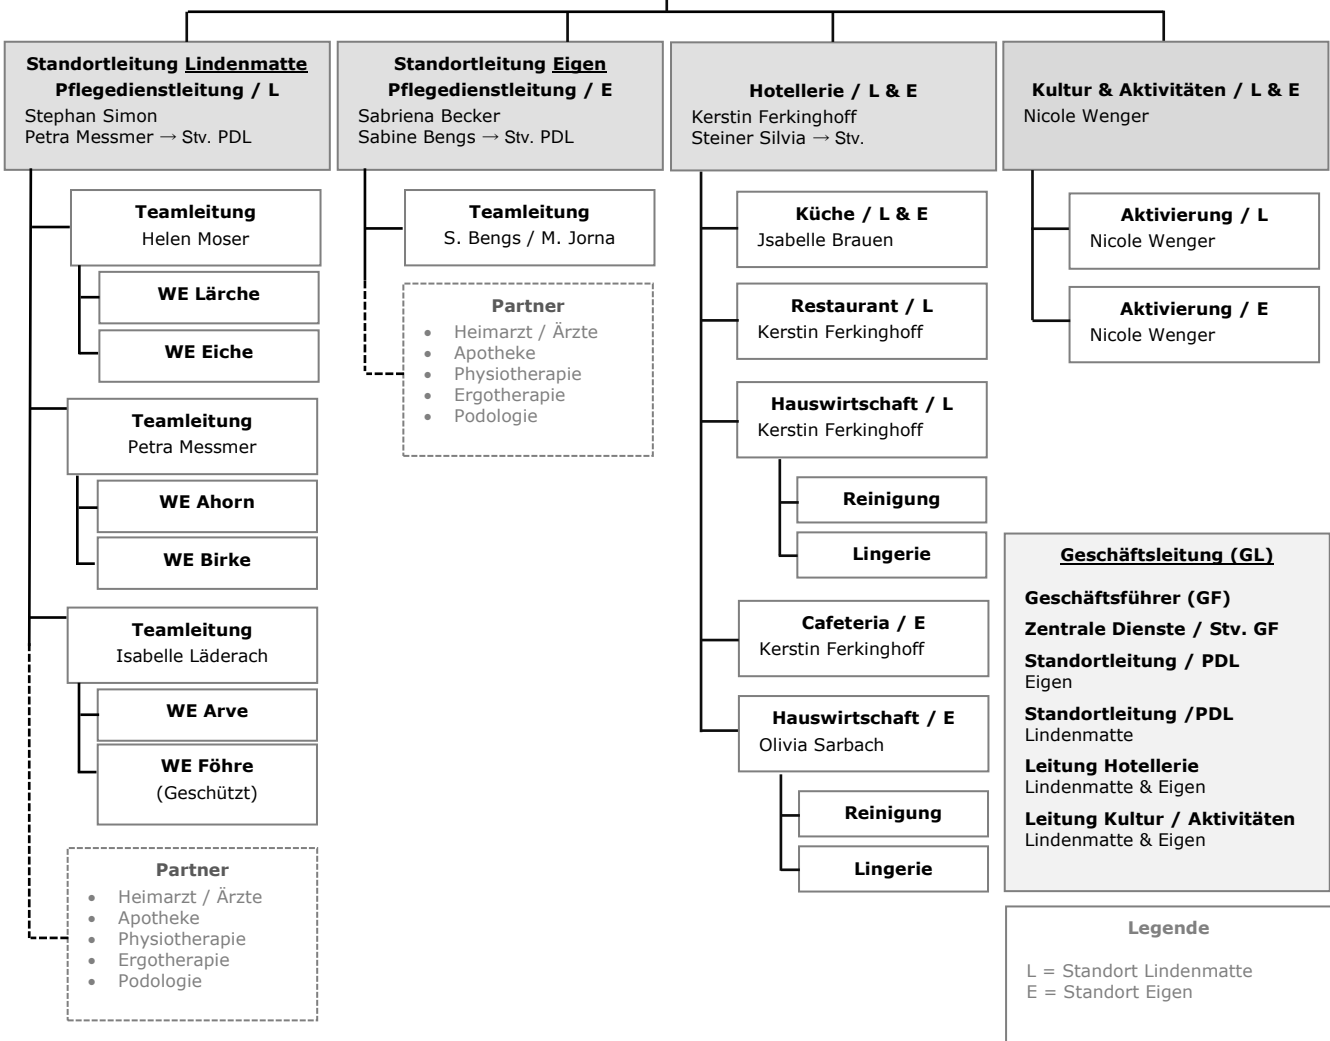 Standortleitung Lindenmatte
Pflegedienstleitung / L
Stephan Simon
Petra Messmer → Stv. PDL
Teamleitung
Helen Moser
WE Lärche
WE Eiche
Teamleitung
Petra Messmer
WE Ahorn
WE Birke
Teamleitung
Isabelle Läderach
WE Arve
WE Föhre
(Geschützt)
Partner
• Heimarzt / Ärzte
• Apotheke
• Physiotherapie
• Ergotherapie
• Podologie
Standortleitung Eigen
Pflegedienstleitung / E
Sabriena Becker
Sabine Bengs → Stv. PDL
Teamleitung
S. Bengs / M. Jorna
Partner
• Heimarzt / Ärzte
• Apotheke
• Physiotherapie
• Ergotherapie
• Podologie
Hotellerie / L & E
Kerstin Ferkinghoff
Steiner Silvia → Stv.
Küche / L & E
Jsabelle Brauen
Restaurant / L
Kerstin Ferkinghoff
Hauswirtschaft / L
Kerstin Ferkinghoff
Reinigung
Lingerie
Cafeteria / E
Kerstin Ferkinghoff
Hauswirtschaft / E
Olivia Sarbach
Reinigung
Lingerie
Kultur & Aktivitäten / L & E
Nicole Wenger
Aktivierung / L
Nicole Wenger
Aktivierung / E
Nicole Wenger
Geschäftsleitung (GL)
Geschäftsführer (GF)
Zentrale Dienste / Stv. GF
Standortleitung / PDL
Eigen
Standortleitung /PDL
Lindenmatte
Leitung Hotellerie
Lindenmatte & Eigen
Leitung Kultur / Aktivitäten
Lindenmatte & Eigen
Legende
L = Standort Lindenmatte
E = Standort Eigen